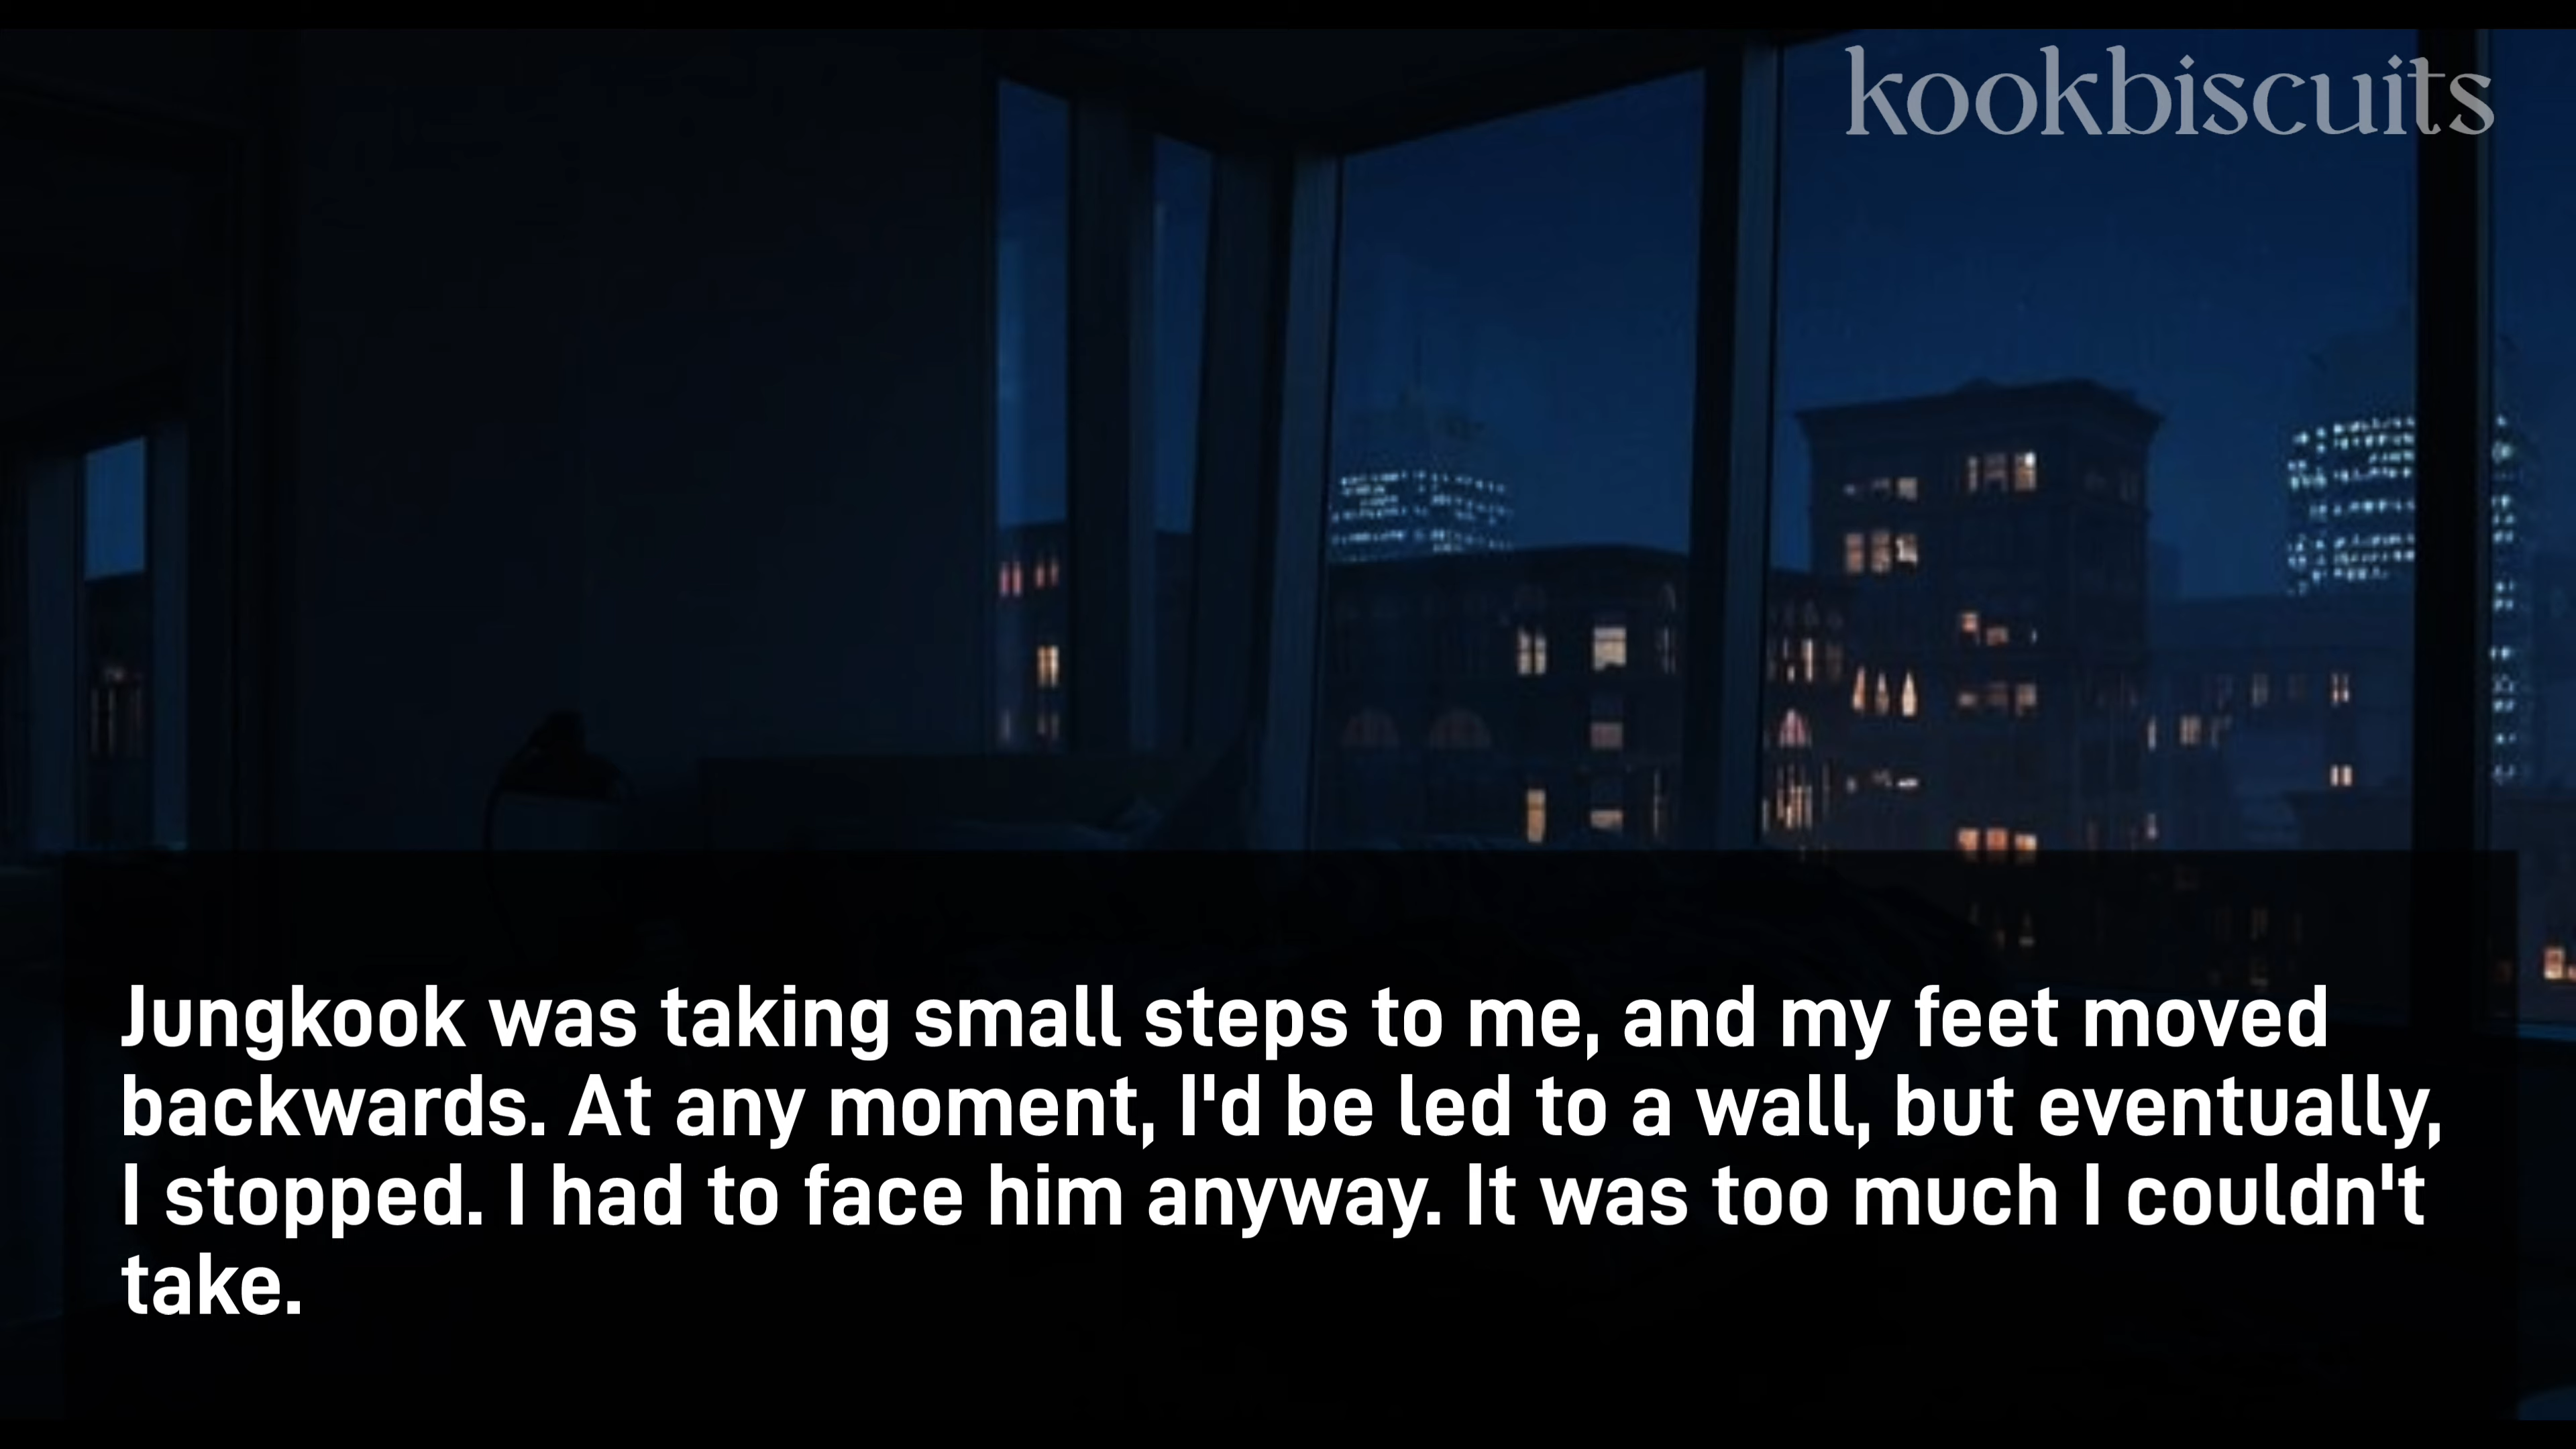 kookbiscuits
Jungkook was taking small steps to me, and my feet moved
backwards. At any moment, I'd be led to a wall, but eventually,
I stopped. I had to face him anyway. It was too much I couldn't
take.